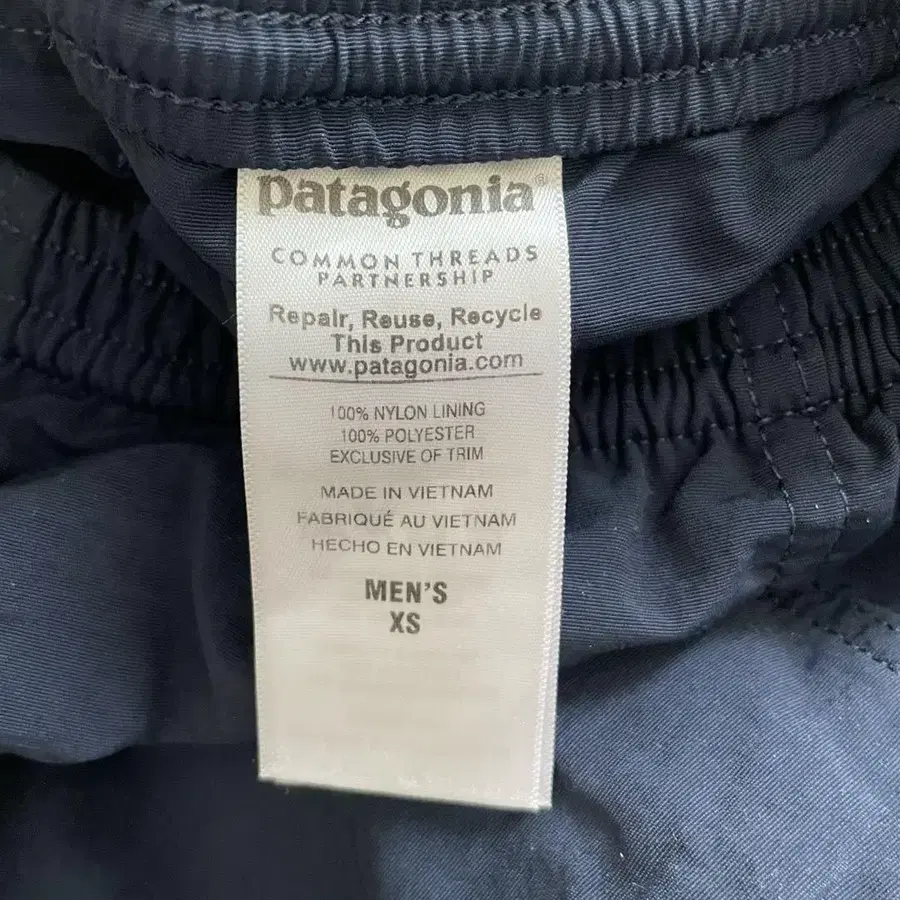 patagonia®
COMMON THREADS
PARTNERSHIP
Repair, Reuse, Recycle
This Product
www.patagonia.com
100% NYLON LINING
100% POLYESTER
EXCLUSIVE OF TRIM
MADE IN VIETNAM
FABRIQUÉ AU VIETNAM
HECHO EN VIETNAM
MEN'S
XS